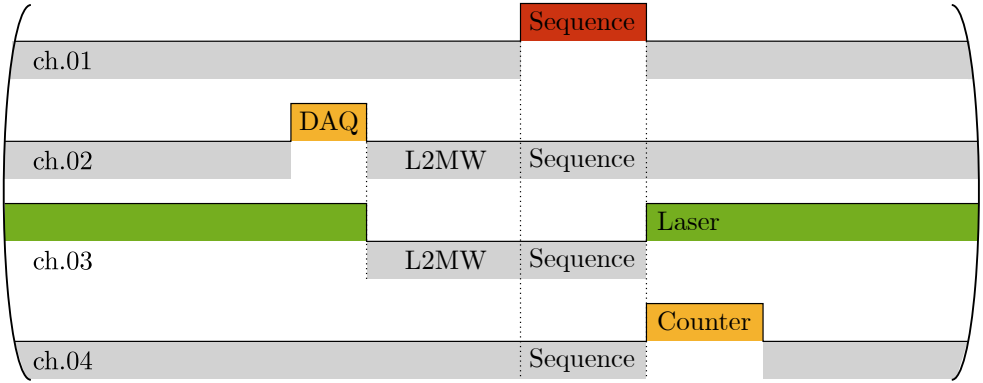 Sequence
ch.01
DAQ
ch.02 L2MW Sequence
Laser
ch.03 L2MW Sequence
Counter
ch.04 Sequence